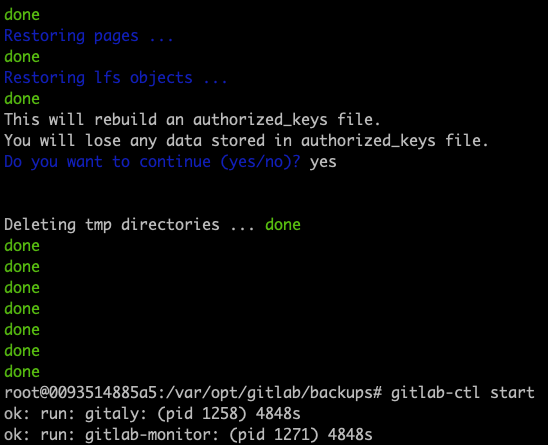 done
Restoring pages ...
done
Restoring lfs objects ...
done
This will rebuild an authorized_keys file.
You will lose any data stored in authorized_keys file.
Do you want to continue (yes/no)? yes
Deleting tmp directories ... done
done
done
done
done
done
done
done
root@0093514885a5:/var/opt/gitlab/backups# gitlab-ctl start
ok: run: gitaly: (pid 1258) 4848s
ok: run: gitlab-monitor: (pid 1271) 4848s